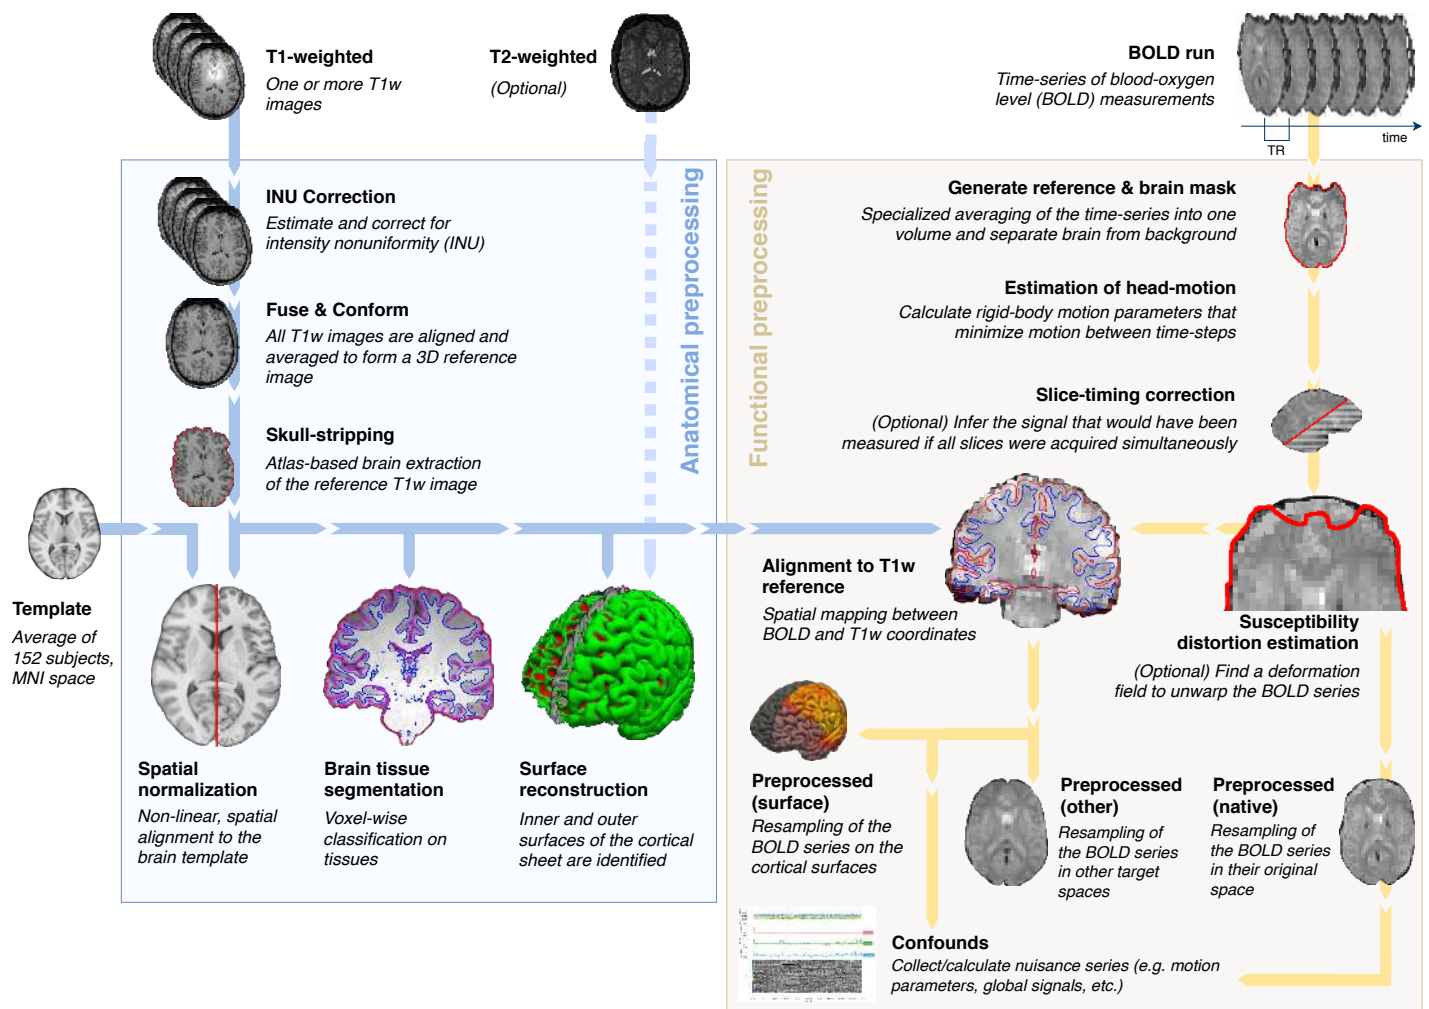 T1-weighted
One or more T1w
images
T2-weighted
(Optional)
BOLD run
Time-series of blood-oxygen
level (BOLD) measurements
TR
time
Anatomical preprocessing
INU Correction
Estimate and correct for
intensity nonuniformity (INU)
Fuse & Conform
All T1w images are aligned and
averaged to form a 3D reference
image
Skull-stripping
Atlas-based brain extraction
of the reference T1w image
Template
Average of
152 subjects,
MNI space
Spatial
normalization
Non-linear, spatial
alignment to the
brain template
Brain tissue
segmentation
Voxel-wise
classification on
tissues
Surface
reconstruction
Inner and outer
surfaces of the cortical
sheet are identified
Functional preprocessing
Generate reference & brain mask
Specialized averaging of the time-series into one
volume and separate brain from background
Estimation of head-motion
Calculate rigid-body motion parameters that
minimize motion between time-steps
Slice-timing correction
(Optional) Infer the signal that would have been
measured if all slices were acquired simultaneously
Alignment to T1w
reference
Spatial mapping between
BOLD and T1w coordinates
Susceptibility
distortion estimation
(Optional) Find a deformation
field to unwarp the BOLD series
Preprocessed
(surface)
Resampling of the
BOLD series on the
cortical surfaces
Preprocessed
(other)
Resampling of
the BOLD series
in other target
spaces
Preprocessed
(native)
Resampling of
the BOLD series
in their original
space
Confounds
Collect/calculate nuisance series (e.g. motion
parameters, global signals, etc.)